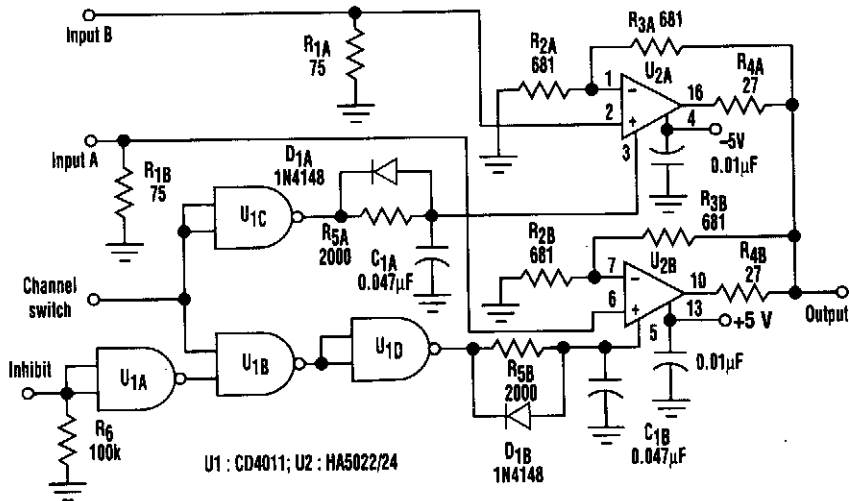 Input B
R1A
75
R2A
681
R3A 681
U2A
1
2
3
16
4
R4A
27
–5V
0.01µF
Input A
R1B
75
D1A
1N4148
U1C
R5A
2000
C1A
0.047µF
R2B
681
R3B
681
U2B
7
6
5
10
13
R4B
27
+5 V
Output
0.01µF
Channel
switch
U1B
U1D
Inhibit
U1A
R6
100k
R5B
2000
D1B
1N4148
C1B
0.047µF
U1 : CD4011; U2 : HA5022/24